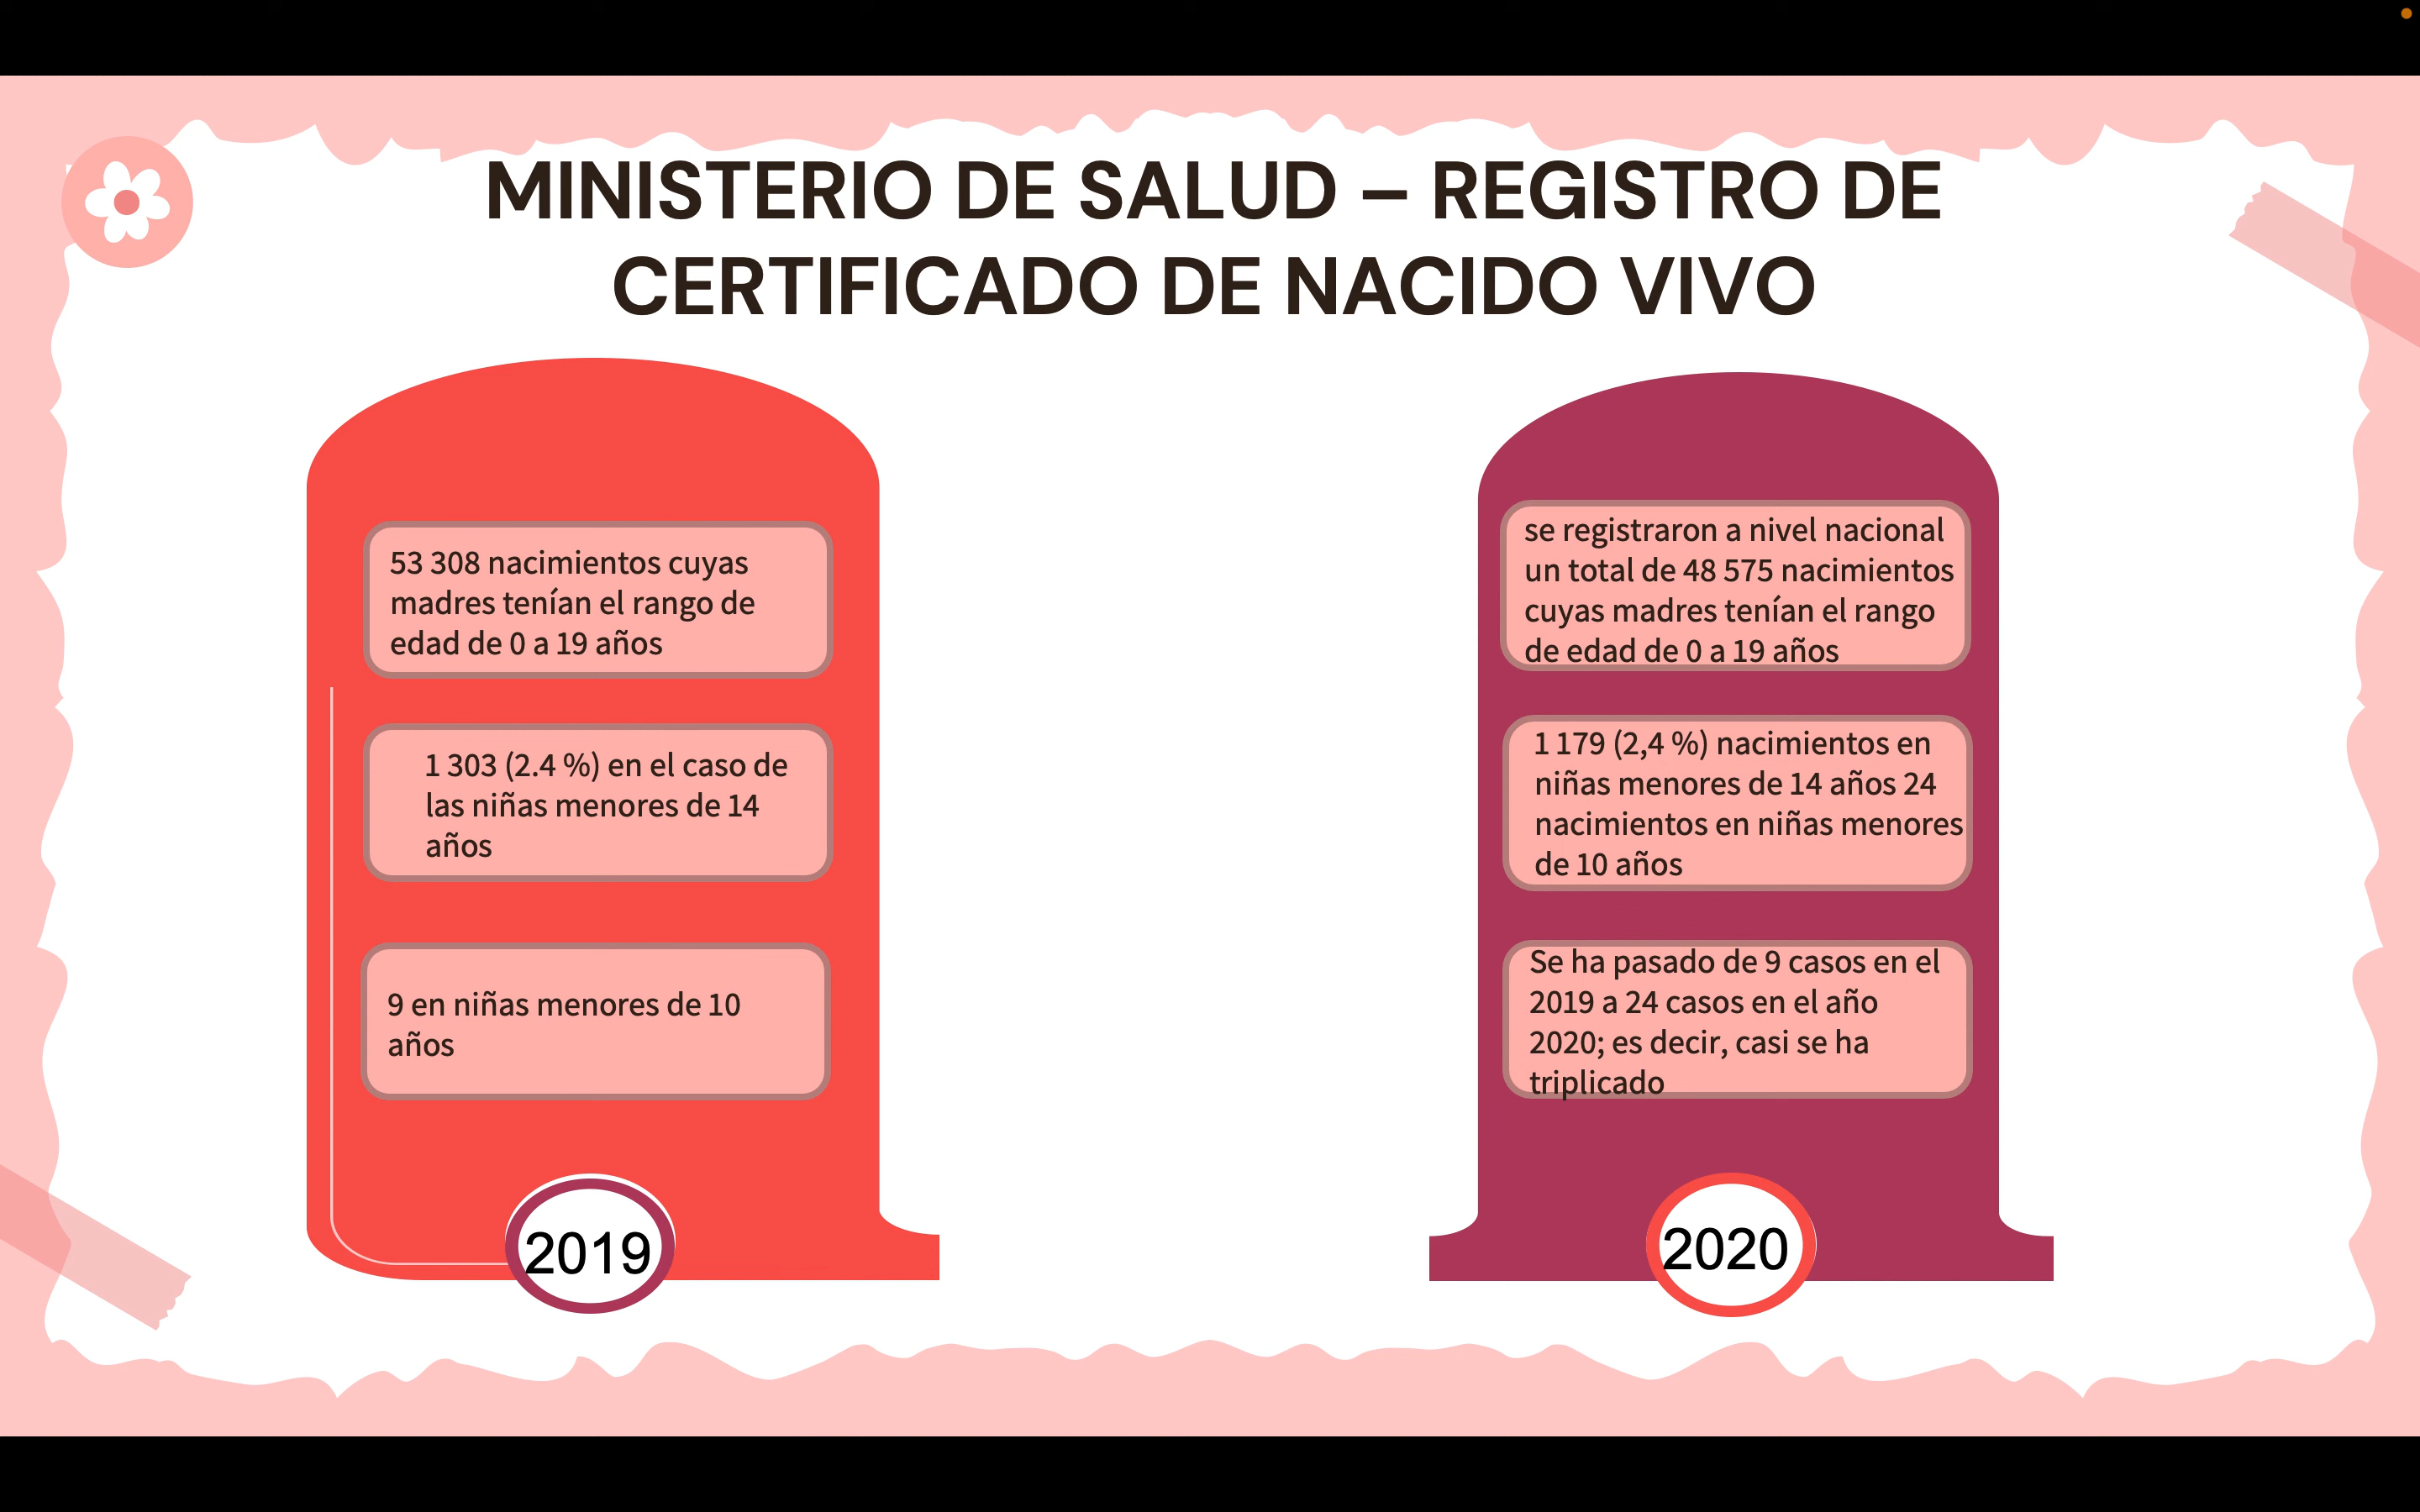 MINISTERIO DE SALUD – REGISTRO DE
CERTIFICADO DE NACIDO VIVO
53 308 nacimientos cuyas
madres tenían el rango de
edad de 0 a 19 años
1 303 (2.4 %) en el caso de
las niñas menores de 14
años
9 en niñas menores de 10
años
2019
se registraron a nivel nacional
un total de 48 575 nacimientos
cuyas madres tenían el rango
de edad de 0 a 19 años
1 179 (2,4 %) nacimientos en
niñas menores de 14 años 24
nacimientos en niñas menores
de 10 años
Se ha pasado de 9 casos en el
2019 a 24 casos en el año
2020; es decir, casi se ha
triplicado
2020